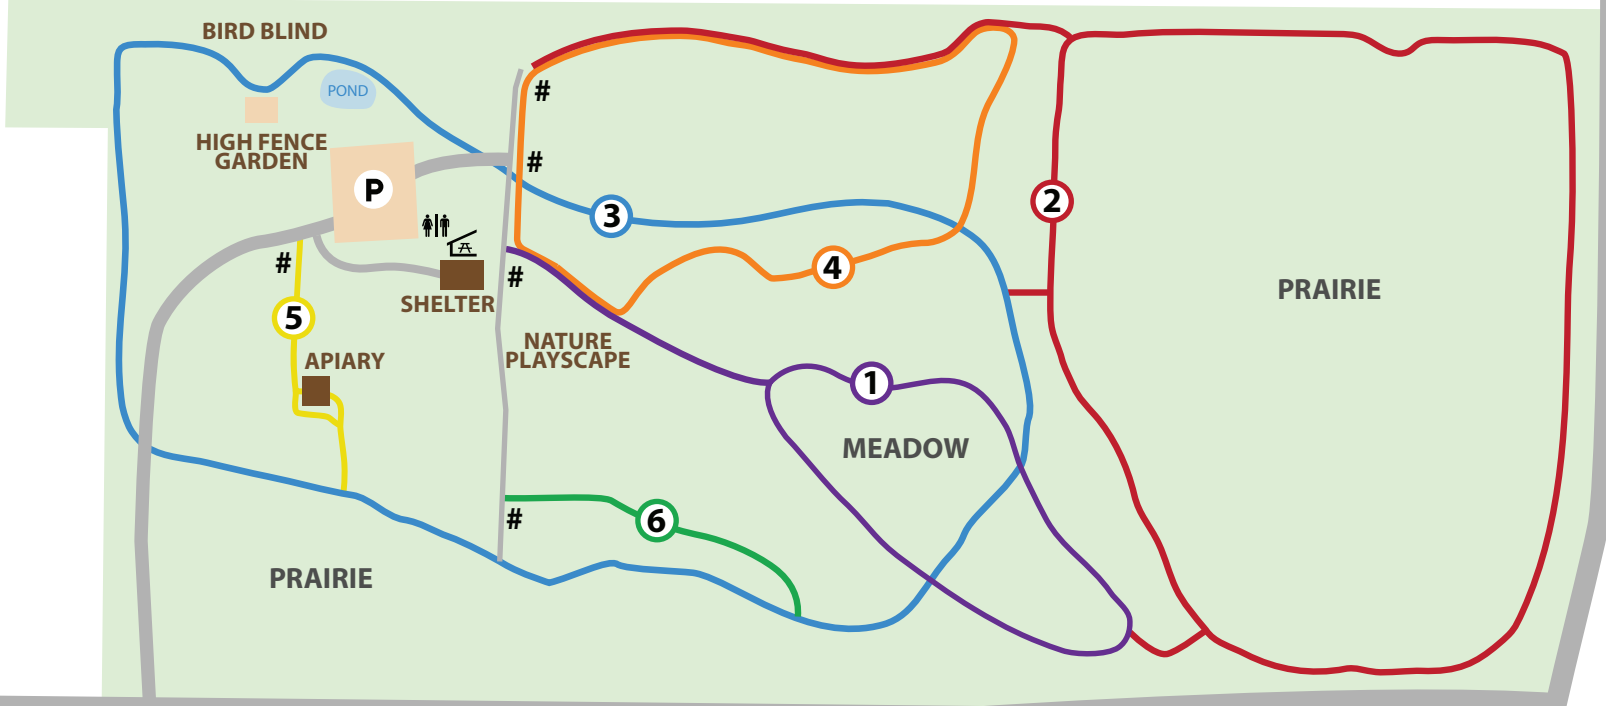 BIRD BLIND
POND
#
HIGH FENCE
GARDEN
#
P
2
3
#
4
#
PRAIRIE
SHELTER
5
NATURE
PLAYSCAPE
APIARY
1
MEADOW
#
6
PRAIRIE